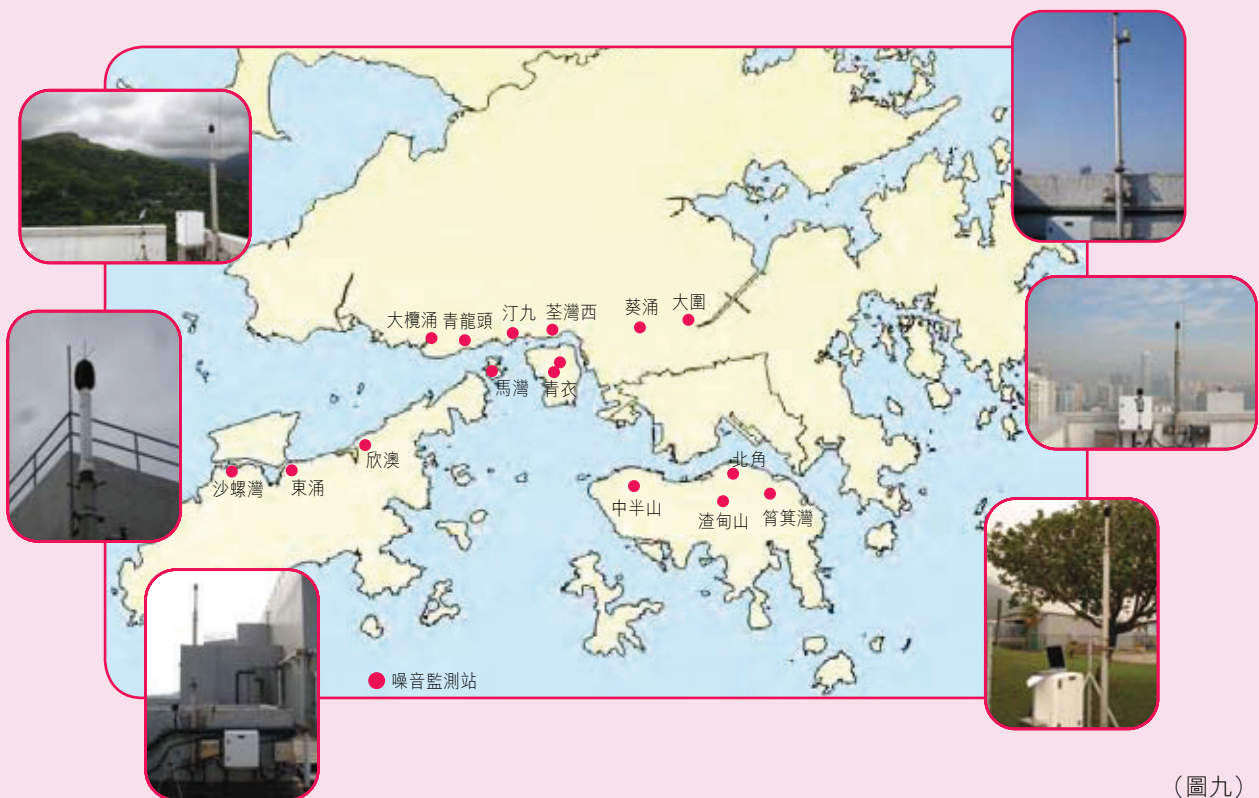 大欖涌
青龍頭
汀九
荃灣西
葵涌
大圍
馬灣
青衣
欣澳
沙螺灣
東涌
北角
中半山
渣甸山
筲箕灣
噪音監測站
（圖九）